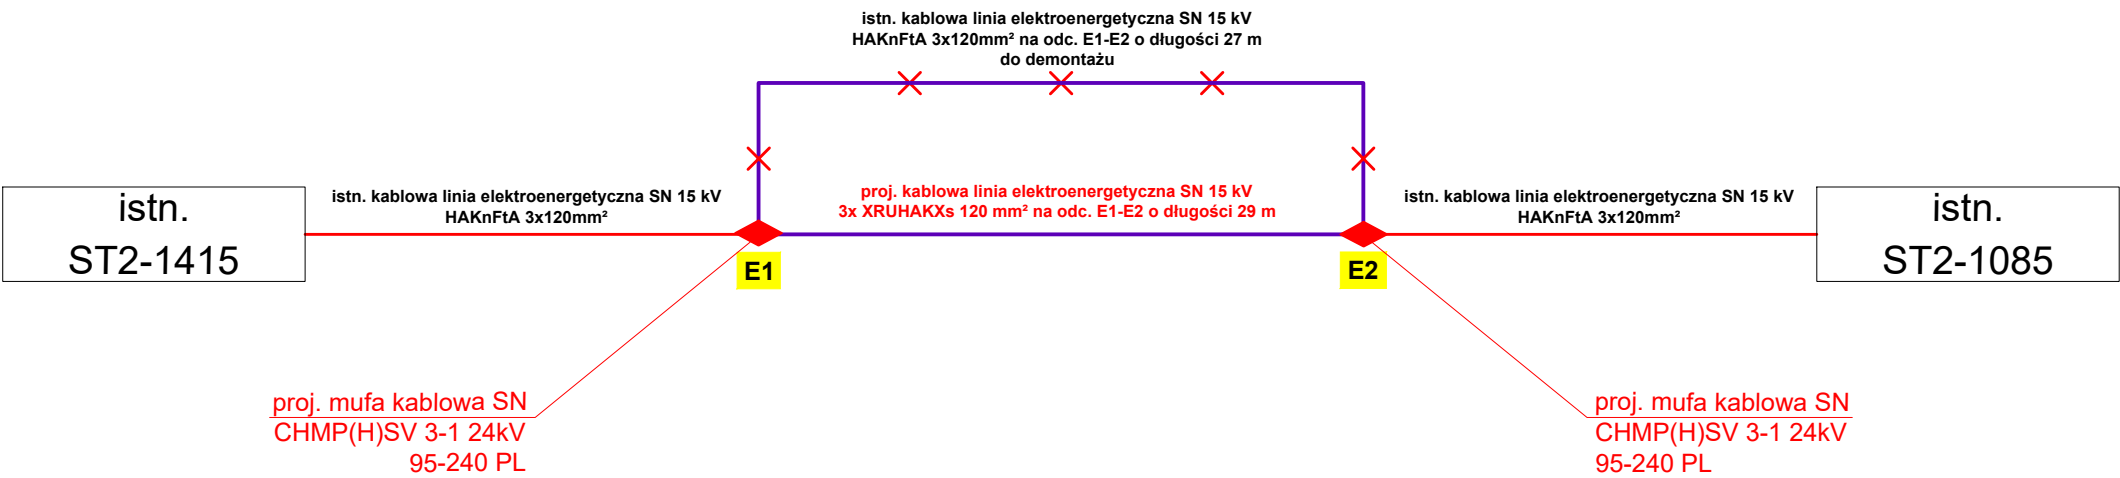 istn. kablowa linia elektroenergetyczna SN 15 kV
HAKnFtA 3x120mm² na odc. E1-E2 o długości 27 m
do demontażu
istn.
ST2-1415
istn. kablowa linia elektroenergetyczna SN 15 kV
HAKnFtA 3x120mm²
proj. kablowa linia elektroenergetyczna SN 15 kV
3x XRUHAKXs 120 mm² na odc. E1-E2 o długości 29 m
istn. kablowa linia elektroenergetyczna SN 15 kV
HAKnFtA 3x120mm²
istn.
ST2-1085
E1
E2
proj. mufa kablowa SN
CHMP(H)SV 3-1 24kV
95-240 PL
proj. mufa kablowa SN
CHMP(H)SV 3-1 24kV
95-240 PL